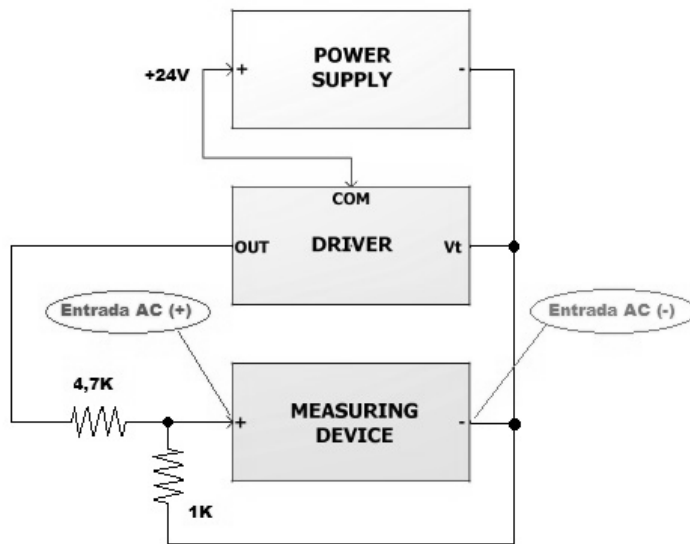 POWER
SUPPLY
+24V
+
-
COM
OUT
DRIVER
Vt
Entrada AC (+)
Entrada AC (-)
4,7K
MEASURING
DEVICE
+
-
1K